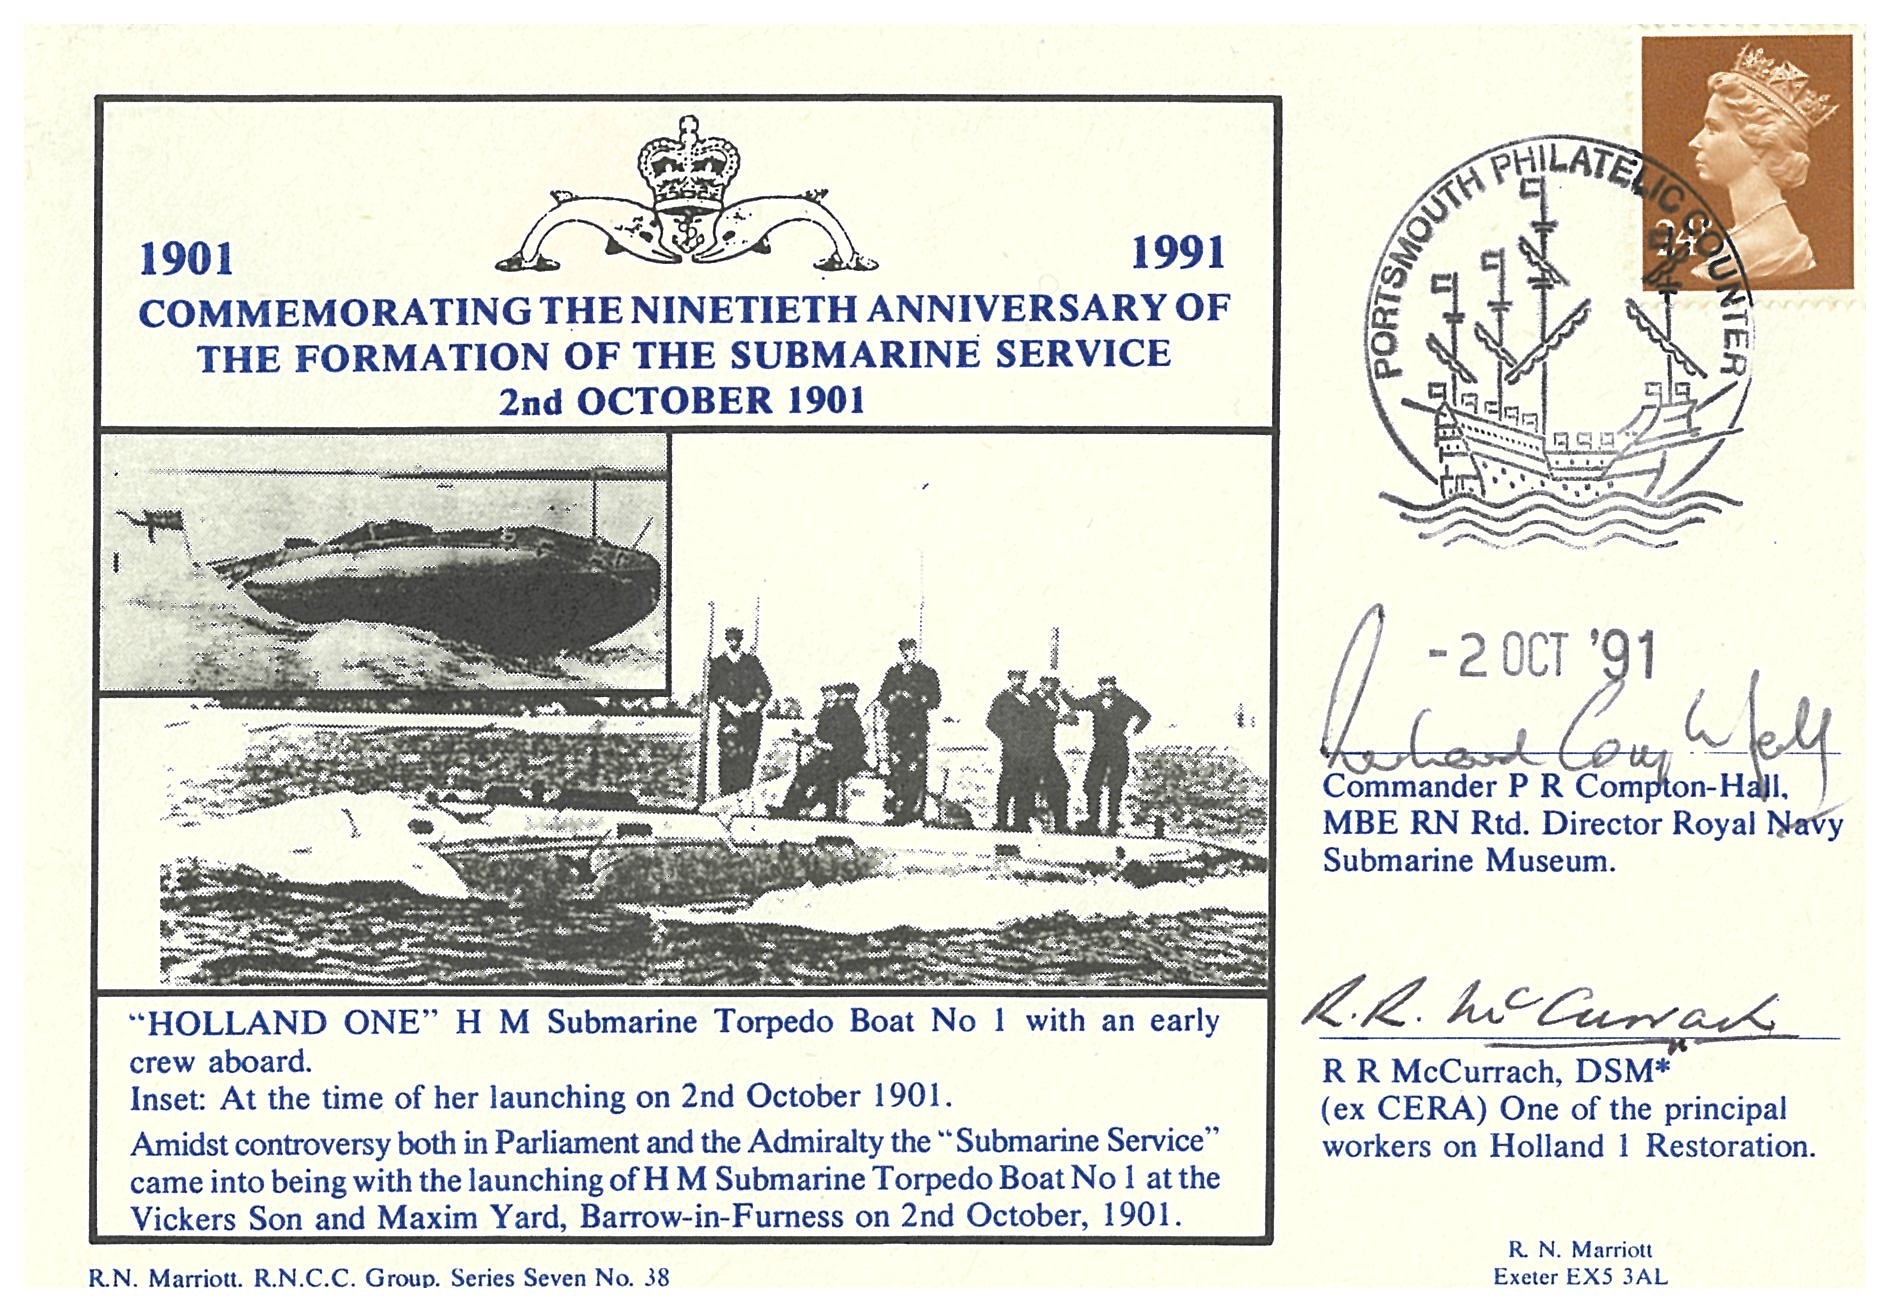 1901 1991
COMMEMORATING THE NINETIETH ANNIVERSARY OF
THE FORMATION OF THE SUBMARINE SERVICE
2nd OCTOBER 1901
"HOLLAND ONE" H M Submarine Torpedo Boat No 1 with an early
crew aboard.
Inset: At the time of her launching on 2nd October 1901.
Amidst controversy both in Parliament and the Admiralty the "Submarine Service"
came into being with the launching of H M Submarine Torpedo Boat No 1 at the
Vickers Son and Maxim Yard, Barrow-in-Furness on 2nd October, 1901.
R.N. Marriott. R.N.C.C. Group. Series Seven No. 38
PORTSMOUTH PHILATELIC COUNTER
-2 OCT '91
Richard Compton Hall
Commander P R Compton-Hall,
MBE RN Rtd. Director Royal Navy
Submarine Museum.
R.R. McCurrach
R R McCurrach, DSM*
(ex CERA) One of the principal
workers on Holland 1 Restoration.
R. N. Marriott
Exeter EX5 3AL